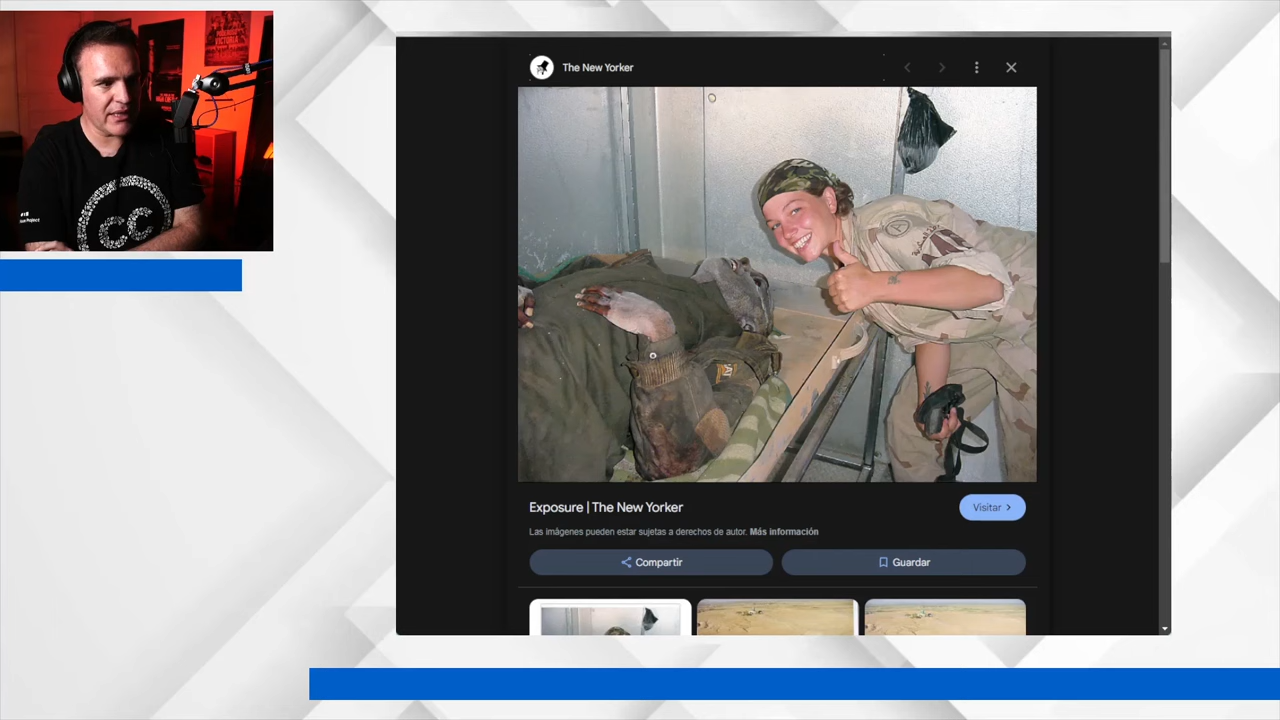 The New Yorker
Exposure | The New Yorker
Visitar
Las imágenes pueden estar sujetas a derechos de autor. Más información
Compartir
Guardar
CC